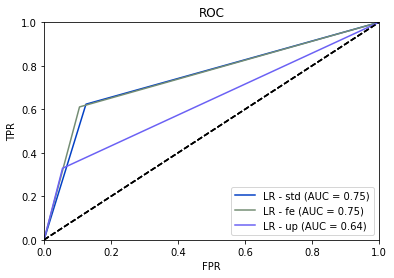 ROC
1.0
0.8
0.6
0.4
0.2
0.0
TPR
LR - std (AUC = 0.75)
LR - fe (AUC = 0.75)
LR - up (AUC = 0.64)
0.0 0.2 0.4 0.6 0.8 1.0
FPR